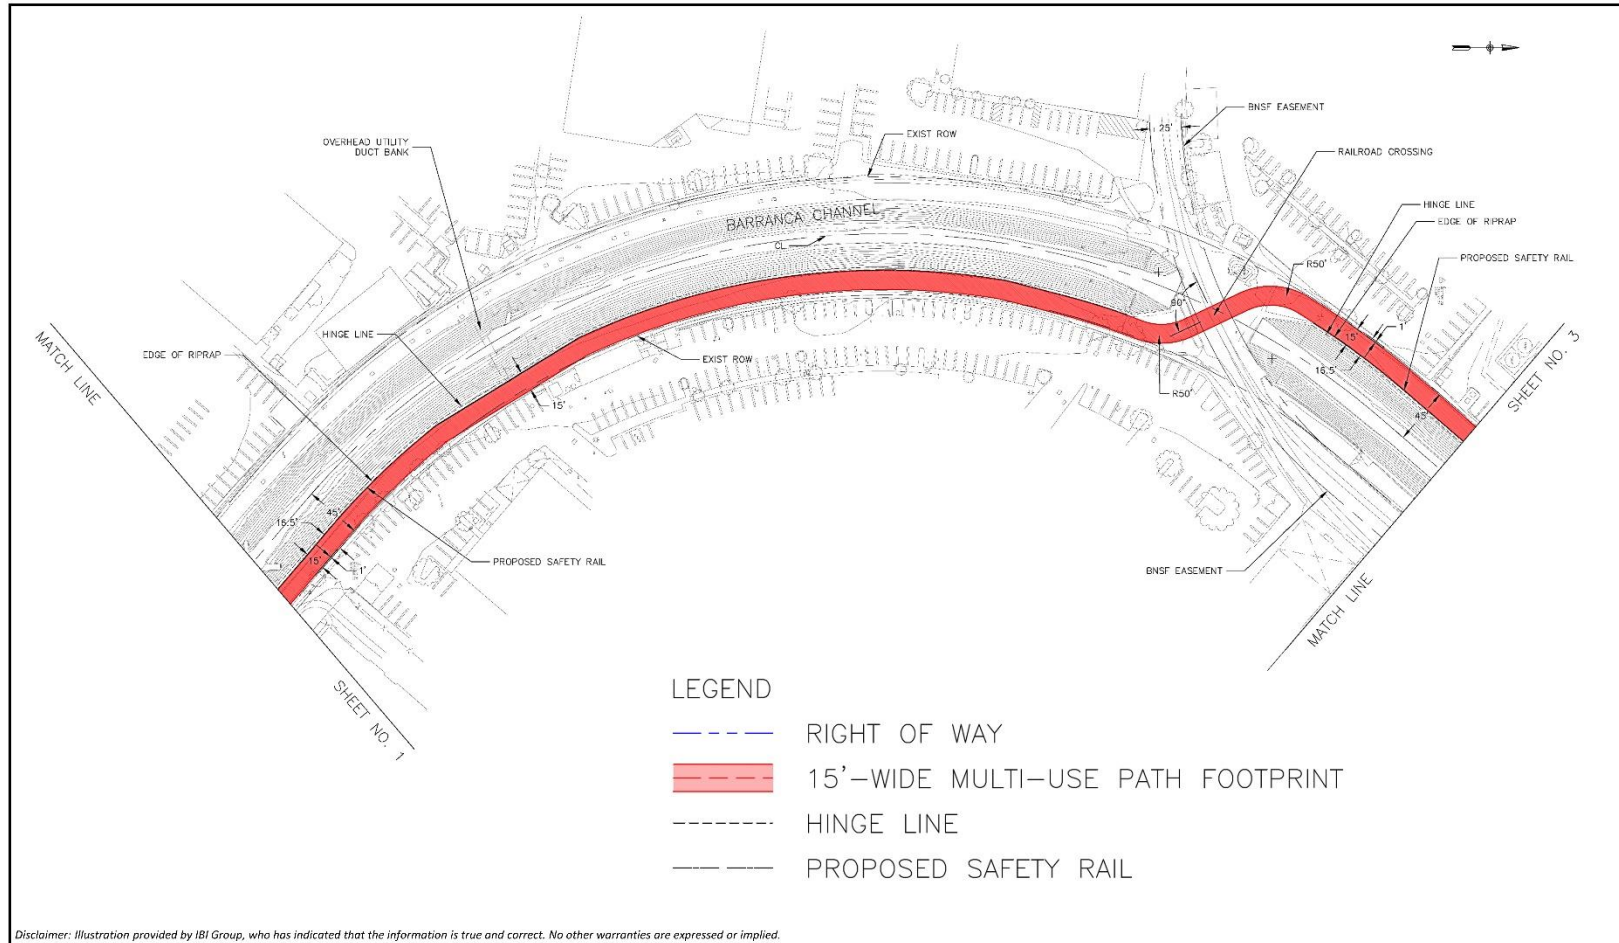 BNSF EASEMENT
25'
EXIST ROW
OVERHEAD UTILITY
DUCT BANK
RAILROAD CROSSING
HINGE LINE
EDGE OF RIPRAP
BARRANCA CHANNEL
CL
PROPOSED SAFETY RAIL
R50'
90°
MATCH LINE
HINGE LINE
EDGE OF RIPRAP
EXIST ROW
15'
1'
16.5'
R50'
15'
45'
SHEET NO. 3
45'
16.5'
15'
1'
PROPOSED SAFETY RAIL
BNSF EASEMENT
MATCH LINE
SHEET NO. 1
LEGEND
RIGHT OF WAY
15'-WIDE MULTI-USE PATH FOOTPRINT
HINGE LINE
PROPOSED SAFETY RAIL
Disclaimer: Illustration provided by IBI Group, who has indicated that the information is true and correct. No other warranties are expressed or implied.